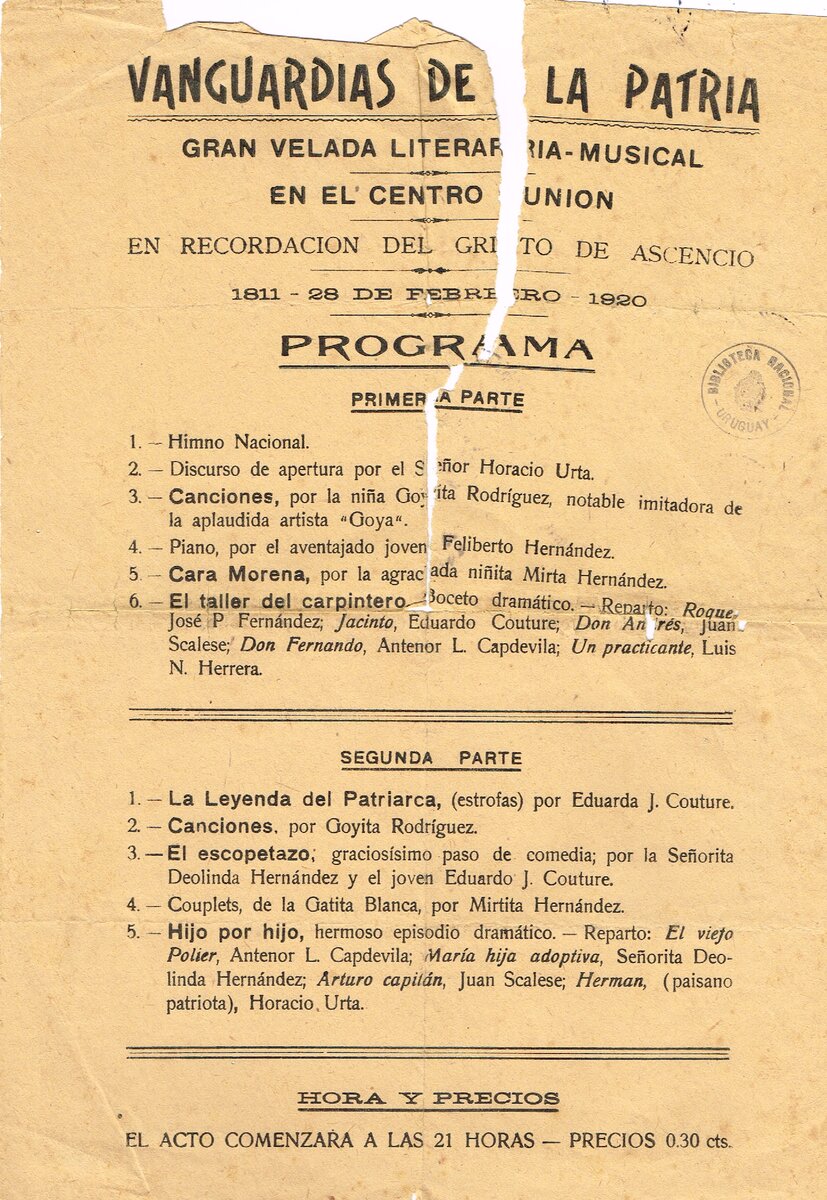 VANGUARDIAS DE LA PATRIA
GRAN VELADA LITERARIA-MUSICAL
EN EL CENTRO UNION
EN RECORDACION DEL GRITO DE ASCENCIO
1811 - 28 DE FEBRERO - 1920
PROGRAMA
BIBLIOTECA NACIONAL
- URUGUAY -
PRIMERA PARTE
1. — Himno Nacional.
2. — Discurso de apertura por el Señor Horacio Urta.
3. — Canciones, por la niña Goyita Rodríguez, notable imitadora de
la aplaudida artista “Goya“.
4. — Piano, por el aventajado joven Feliberto Hernández.
5. — Cara Morena, por la agraciada niñita Mirta Hernández.
6. — El taller del carpintero Boceto dramático. — Reparto: Roque,
José P. Fernández; Jacinto, Eduardo Couture; Don Andrés, Juan
Scalese; Don Fernando, Antenor L. Capdevila; Un practicante, Luis
N. Herrera.
SEGUNDA PARTE
1. — La Leyenda del Patriarca, (estrofas) por Eduarda J. Couture.
2. — Canciones, por Goyita Rodríguez.
3. — El escopetazo, graciosísimo paso de comedia; por la Señorita
Deolinda Hernández y el joven Eduardo J. Couture.
4. — Couplets, de la Gatita Blanca, por Mirtita Hernández.
5. — Hijo por hijo, hermoso episodio dramático. — Reparto: El viejo
Polier, Antenor L. Capdevila; María hija adoptiva, Señorita Deo-
linda Hernández; Arturo capitán, Juan Scalese; Herman, (paisano
patriota), Horacio Urta.
HORA Y PRECIOS
EL ACTO COMENZARA A LAS 21 HORAS — PRECIOS 0.30 cts.